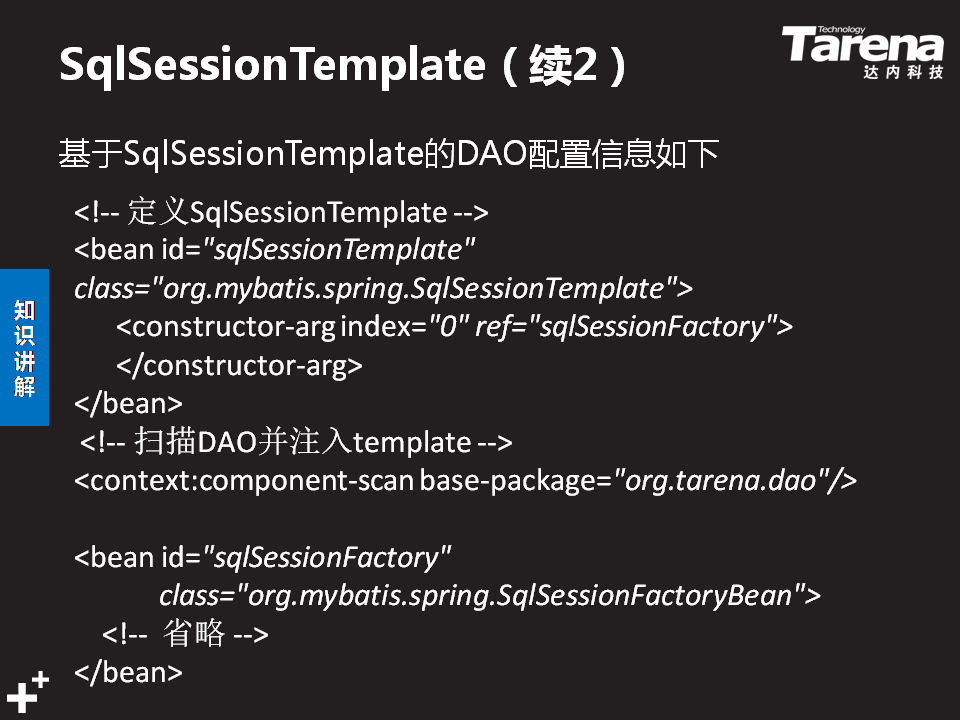 SqlSessionTemplate（续2）
Technology
Tarena
达内科技
基于SqlSessionTemplate的DAO配置信息如下
<!-- 定义SqlSessionTemplate -->
<bean id="sqlSessionTemplate"
class="org.mybatis.spring.SqlSessionTemplate">
<constructor-arg index="0" ref="sqlSessionFactory">
</constructor-arg>
</bean>
<!-- 扫描DAO并注入template -->
<context:component-scan base-package="org.tarena.dao"/>
<bean id="sqlSessionFactory"
class="org.mybatis.spring.SqlSessionFactoryBean">
<!-- 省略 -->
</bean>
知识讲解